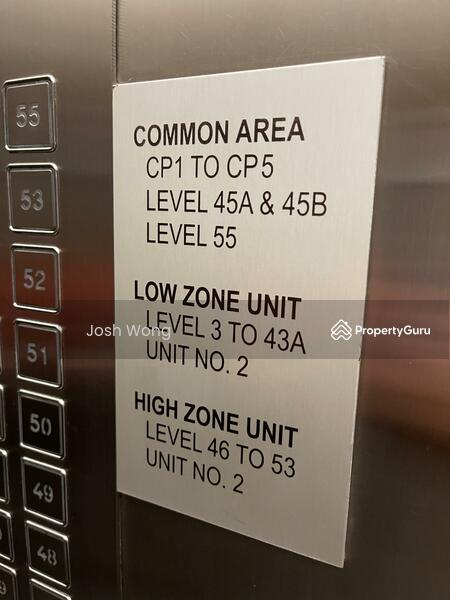 55
53
52
51
50
49
48
COMMON AREA
CP1 TO CP5
LEVEL 45A & 45B
LEVEL 55
LOW ZONE UNIT
LEVEL 3 TO 43A
UNIT NO. 2
HIGH ZONE UNIT
LEVEL 46 TO 53
UNIT NO. 2
Josh Wong
PropertyGuru